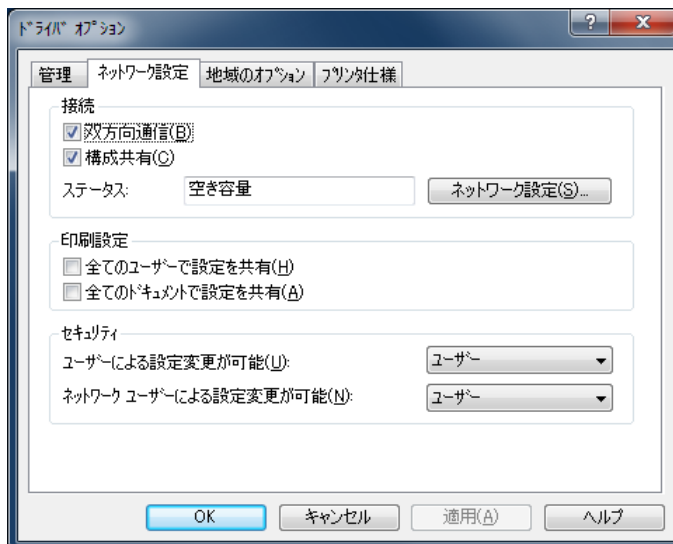 ドライバ オプション
管理 ネットワーク設定 地域のオプション プリンタ仕様
接続
双方向通信(B)
構成共有(C)
ステータス: 空き容量 ネットワーク設定(S)...
印刷設定
全てのユーザーで設定を共有(H)
全てのドキュメントで設定を共有(A)
セキュリティ
ユーザーによる設定変更が可能(U): ユーザー
ネットワーク ユーザーによる設定変更が可能(N): ユーザー
OK キャンセル 適用(A) ヘルプ